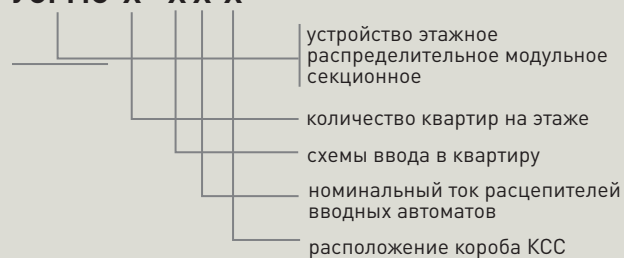 устройство этажное
распределительное модульное
секционное
количество квартир на этаже
схемы ввода в квартиру
номинальный ток расцепителей
вводных автоматов
расположение короба КСС